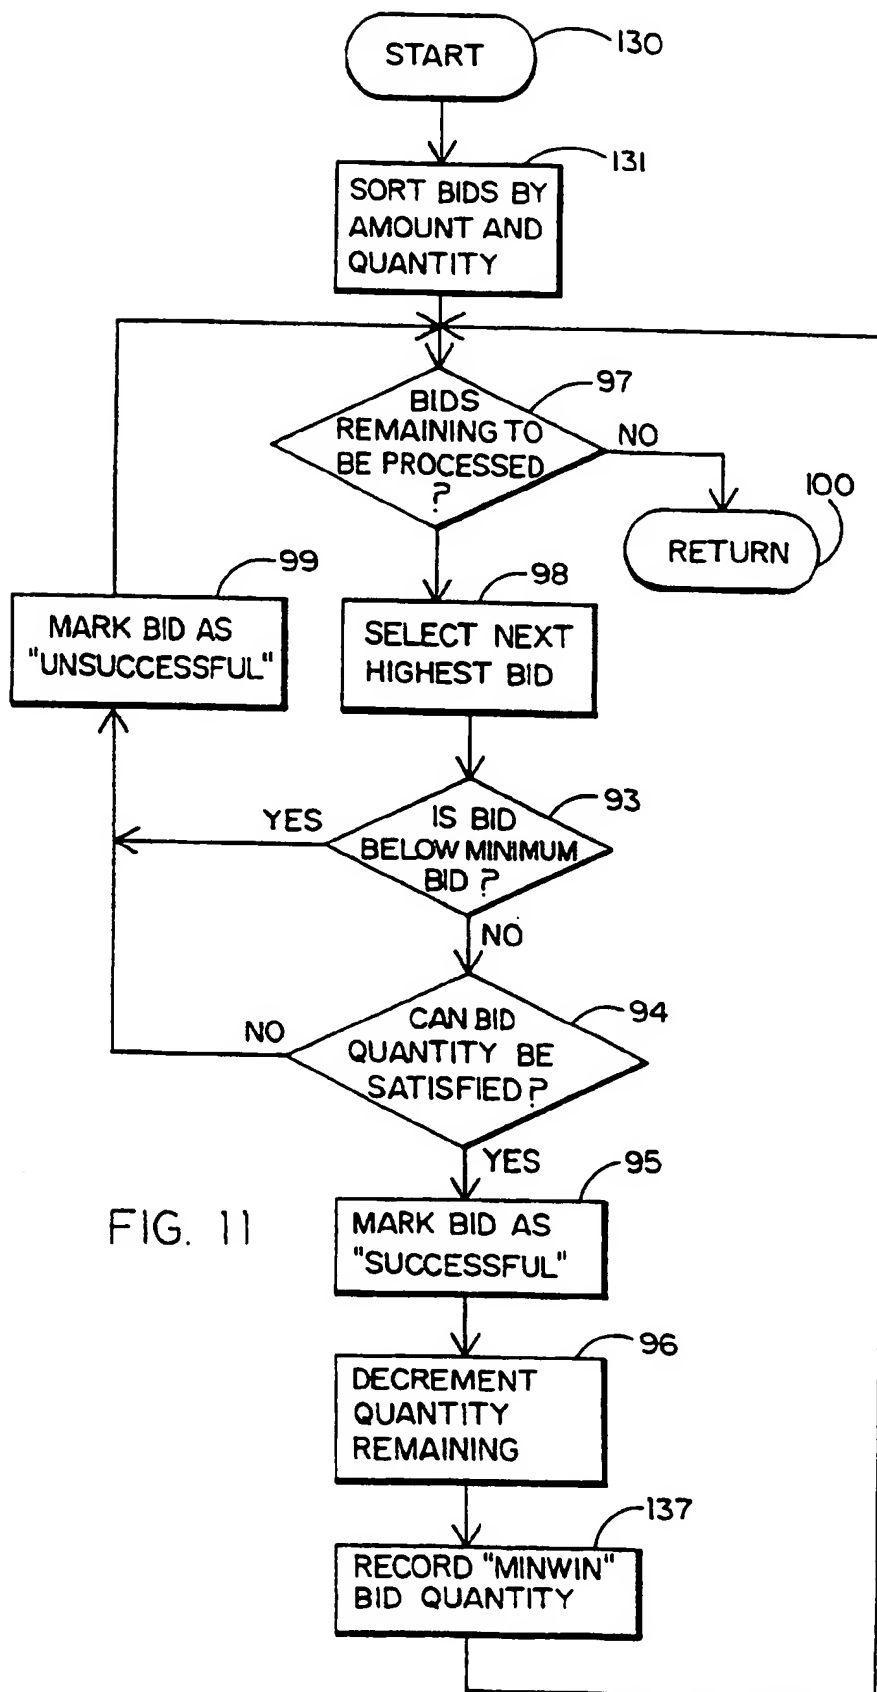 START
130
131
SORT BIDS BY
AMOUNT AND
QUANTITY
97
BIDS
REMAINING TO
BE PROCESSED
?
NO
100
RETURN
99
MARK BID AS
"UNSUCCESSFUL"
98
SELECT NEXT
HIGHEST BID
93
YES
IS BID
BELOW MINIMUM
BID?
NO
94
NO
CAN BID
QUANTITY BE
SATISFIED?
YES
95
MARK BID AS
"SUCCESSFUL"
FIG. 11
96
DECREMENT
QUANTITY
REMAINING
137
RECORD "MINWIN"
BID QUANTITY